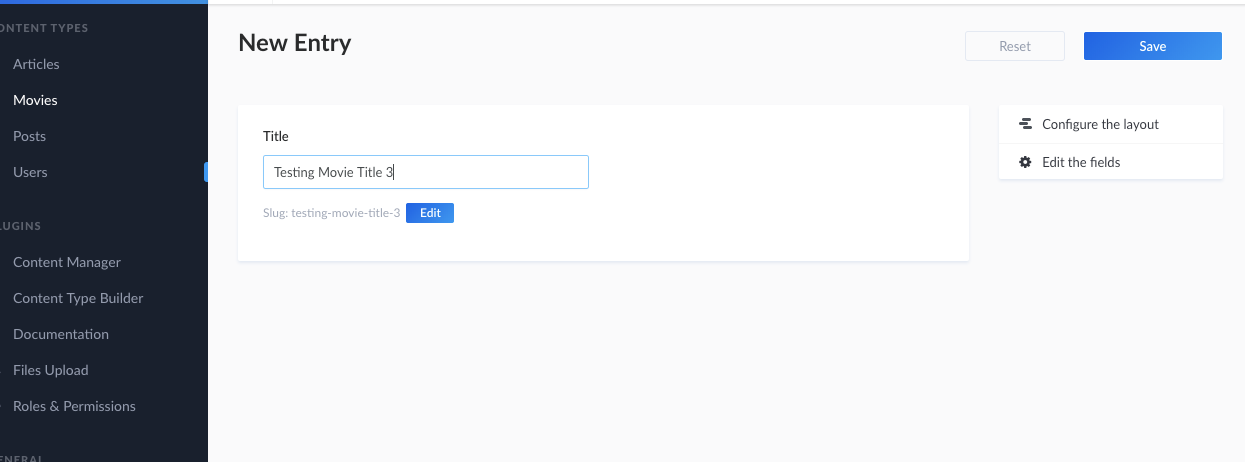 ONTENT TYPES
Articles
Movies
Posts
Users
LUGINS
Content Manager
Content Type Builder
Documentation
Files Upload
Roles & Permissions
ENERAL
New Entry
Reset
Save
Title
Testing Movie Title 3
Slug: testing-movie-title-3 Edit
Configure the layout
Edit the fields